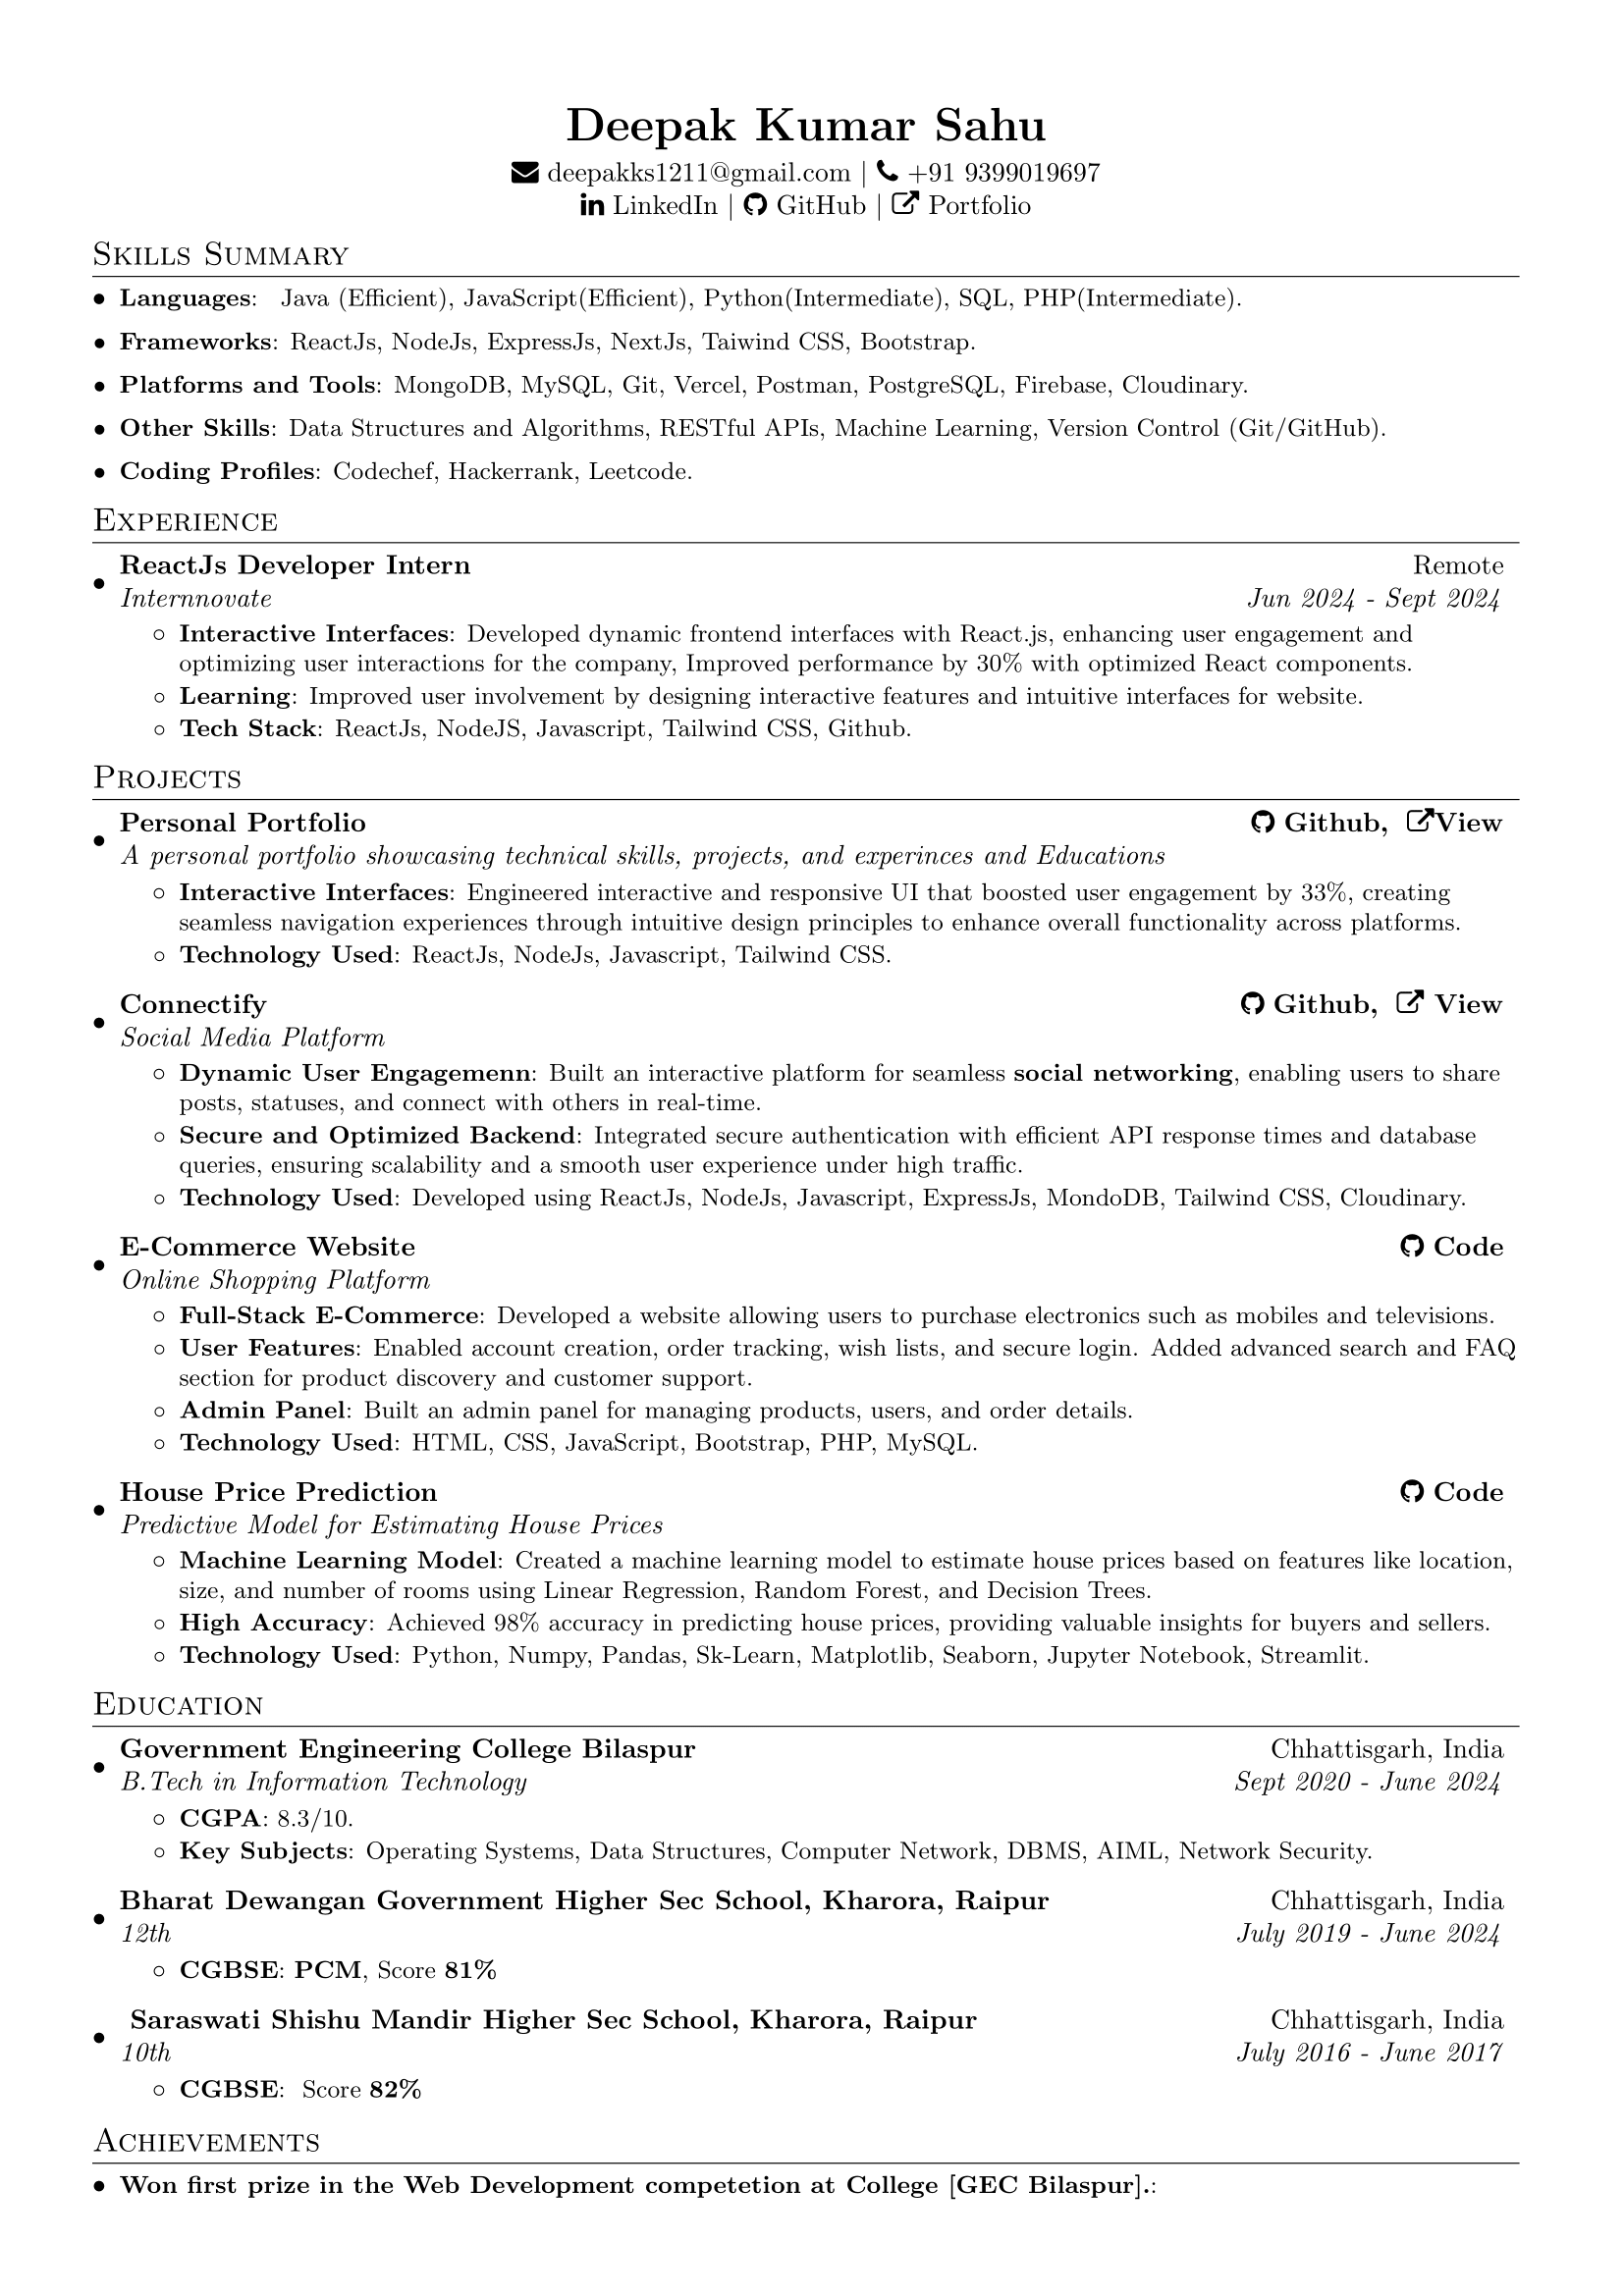 Deepak Kumar Sahu
deepakks1211@gmail.com | +91 9399019697
LinkedIn | GitHub | Portfolio
Skills Summary
• Languages: Java (Efficient), JavaScript(Efficient), Python(Intermediate), SQL, PHP(Intermediate).
• Frameworks: ReactJs, NodeJs, ExpressJs, NextJs, Taiwind CSS, Bootstrap.
• Platforms and Tools: MongoDB, MySQL, Git, Vercel, Postman, PostgreSQL, Firebase, Cloudinary.
• Other Skills: Data Structures and Algorithms, RESTful APIs, Machine Learning, Version Control (Git/GitHub).
• Coding Profiles: Codechef, Hackerrank, Leetcode.
Experience
• ReactJs Developer Intern Remote
Internnovate Jun 2024 - Sept 2024
◦ Interactive Interfaces: Developed dynamic frontend interfaces with React.js, enhancing user engagement and
optimizing user interactions for the company, Improved performance by 30% with optimized React components.
◦ Learning: Improved user involvement by designing interactive features and intuitive interfaces for website.
◦ Tech Stack: ReactJs, NodeJS, Javascript, Tailwind CSS, Github.
Projects
• Personal Portfolio Github, View
A personal portfolio showcasing technical skills, projects, and experinces and Educations
◦ Interactive Interfaces: Engineered interactive and responsive UI that boosted user engagement by 33%, creating
seamless navigation experiences through intuitive design principles to enhance overall functionality across platforms.
◦ Technology Used: ReactJs, NodeJs, Javascript, Tailwind CSS.
• Connectify Github, View
Social Media Platform
◦ Dynamic User Engagemenn: Built an interactive platform for seamless social networking, enabling users to share
posts, statuses, and connect with others in real-time.
◦ Secure and Optimized Backend: Integrated secure authentication with efficient API response times and database
queries, ensuring scalability and a smooth user experience under high traffic.
◦ Technology Used: Developed using ReactJs, NodeJs, Javascript, ExpressJs, MondoDB, Tailwind CSS, Cloudinary.
• E-Commerce Website Code
Online Shopping Platform
◦ Full-Stack E-Commerce: Developed a website allowing users to purchase electronics such as mobiles and televisions.
◦ User Features: Enabled account creation, order tracking, wish lists, and secure login. Added advanced search and FAQ
section for product discovery and customer support.
◦ Admin Panel: Built an admin panel for managing products, users, and order details.
◦ Technology Used: HTML, CSS, JavaScript, Bootstrap, PHP, MySQL.
• House Price Prediction Code
Predictive Model for Estimating House Prices
◦ Machine Learning Model: Created a machine learning model to estimate house prices based on features like location,
size, and number of rooms using Linear Regression, Random Forest, and Decision Trees.
◦ High Accuracy: Achieved 98% accuracy in predicting house prices, providing valuable insights for buyers and sellers.
◦ Technology Used: Python, Numpy, Pandas, Sk-Learn, Matplotlib, Seaborn, Jupyter Notebook, Streamlit.
Education
• Government Engineering College Bilaspur Chhattisgarh, India
B.Tech in Information Technology Sept 2020 - June 2024
◦ CGPA: 8.3/10.
◦ Key Subjects: Operating Systems, Data Structures, Computer Network, DBMS, AIML, Network Security.
• Bharat Dewangan Government Higher Sec School, Kharora, Raipur Chhattisgarh, India
12th July 2019 - June 2024
◦ CGBSE: PCM, Score 81%
• Saraswati Shishu Mandir Higher Sec School, Kharora, Raipur Chhattisgarh, India
10th July 2016 - June 2017
◦ CGBSE: Score 82%
Achievements
• Won first prize in the Web Development competetion at College [GEC Bilaspur].: